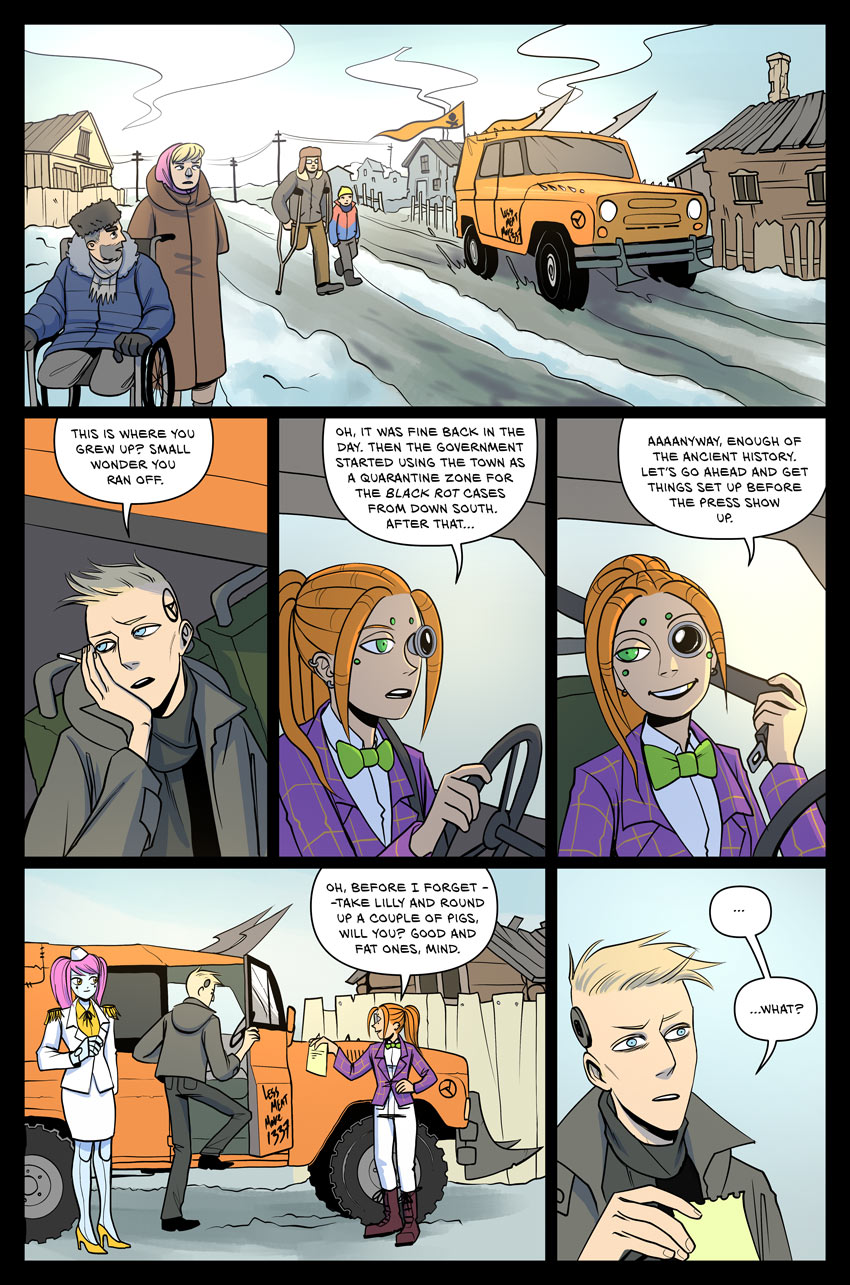 LESS
MEAT
MORE
1337
THIS IS WHERE YOU
GREW UP? SMALL
WONDER YOU
RAN OFF.
OH, IT WAS FINE BACK IN THE
DAY. THEN THE GOVERNMENT
STARTED USING THE TOWN AS
A QUARANTINE ZONE FOR
THE BLACK ROT CASES
FROM DOWN SOUTH.
AFTER THAT...
AAAANYWAY, ENOUGH OF
THE ANCIENT HISTORY.
LET'S GO AHEAD AND GET
THINGS SET UP BEFORE
THE PRESS SHOW
UP.
OH, BEFORE I FORGET -
-TAKE LILLY AND ROUND
UP A COUPLE OF PIGS,
WILL YOU? GOOD AND
FAT ONES, MIND.
LESS
MEAT
MORE
1337
...
...WHAT?